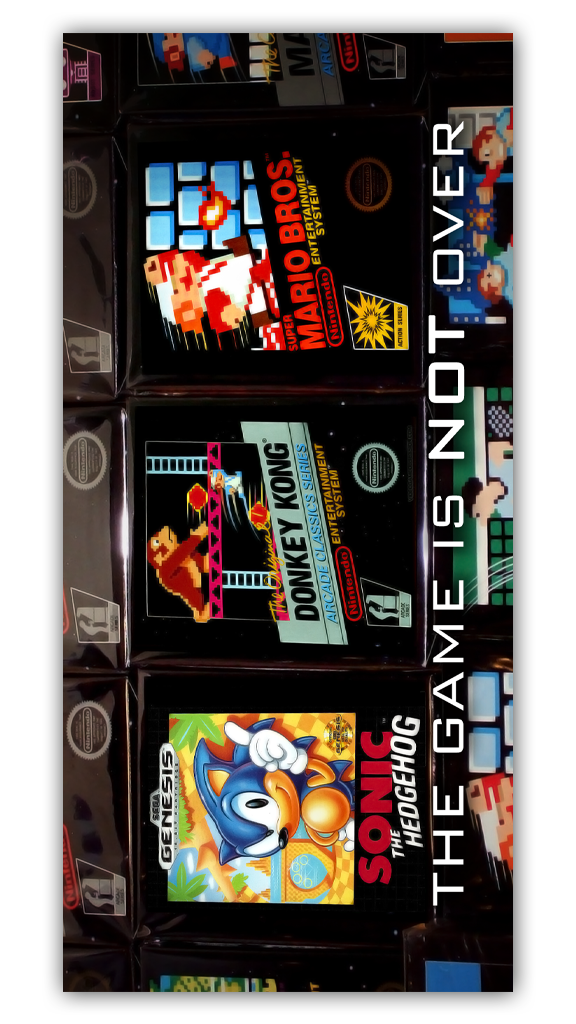 SEGA
GENESIS
SONIC
THE
HEDGEHOG
The Original
DONKEY KONG
ARCADE CLASSICS SERIES
ENTERTAINMENT
SYSTEM
Nintendo
ARCADE
SERIES
SUPER
MARIO BROS.
ENTERTAINMENT
SYSTEM
Nintendo
ACTION SERIES
THE GAME IS NOT OVER